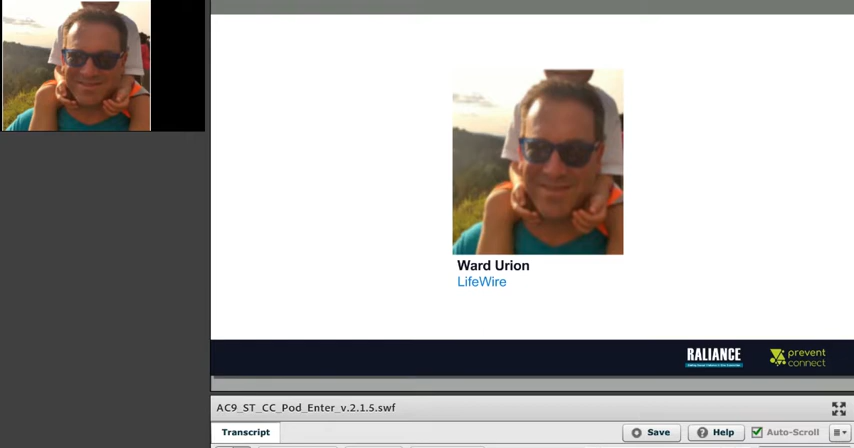 Ward Urion
LifeWire
RALIANCE
prevent
connect
AC9_ST_CC_Pod_Enter_v.2.1.5.swf
Transcript
Save
Help
Auto-Scroll